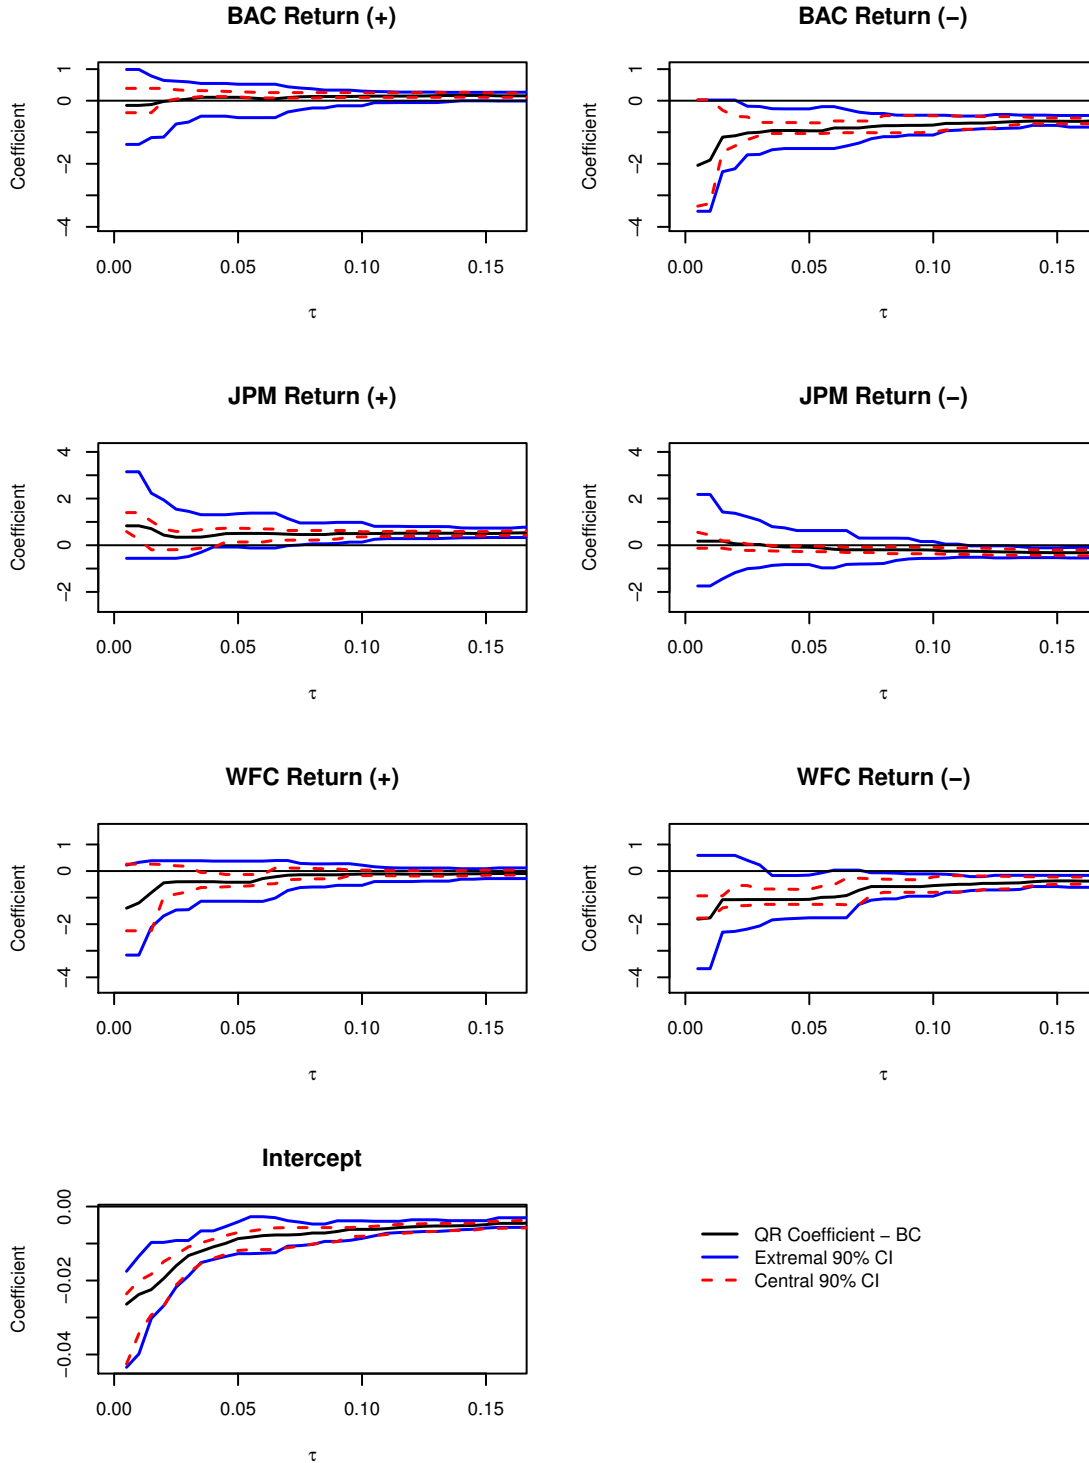 BAC Return (+)
Coefficient
1
0
−2
−4
0.00 0.05 0.10 0.15
τ
BAC Return (−)
Coefficient
1
0
−2
−4
0.00 0.05 0.10 0.15
τ
JPM Return (+)
Coefficient
4
2
0
−2
0.00 0.05 0.10 0.15
τ
JPM Return (−)
Coefficient
4
2
0
−2
0.00 0.05 0.10 0.15
τ
WFC Return (+)
Coefficient
1
0
−2
−4
0.00 0.05 0.10 0.15
τ
WFC Return (−)
Coefficient
1
0
−2
−4
0.00 0.05 0.10 0.15
τ
Intercept
Coefficient
0.00
−0.02
−0.04
0.00 0.05 0.10 0.15
τ
QR Coefficient − BC
Extremal 90% CI
Central 90% CI